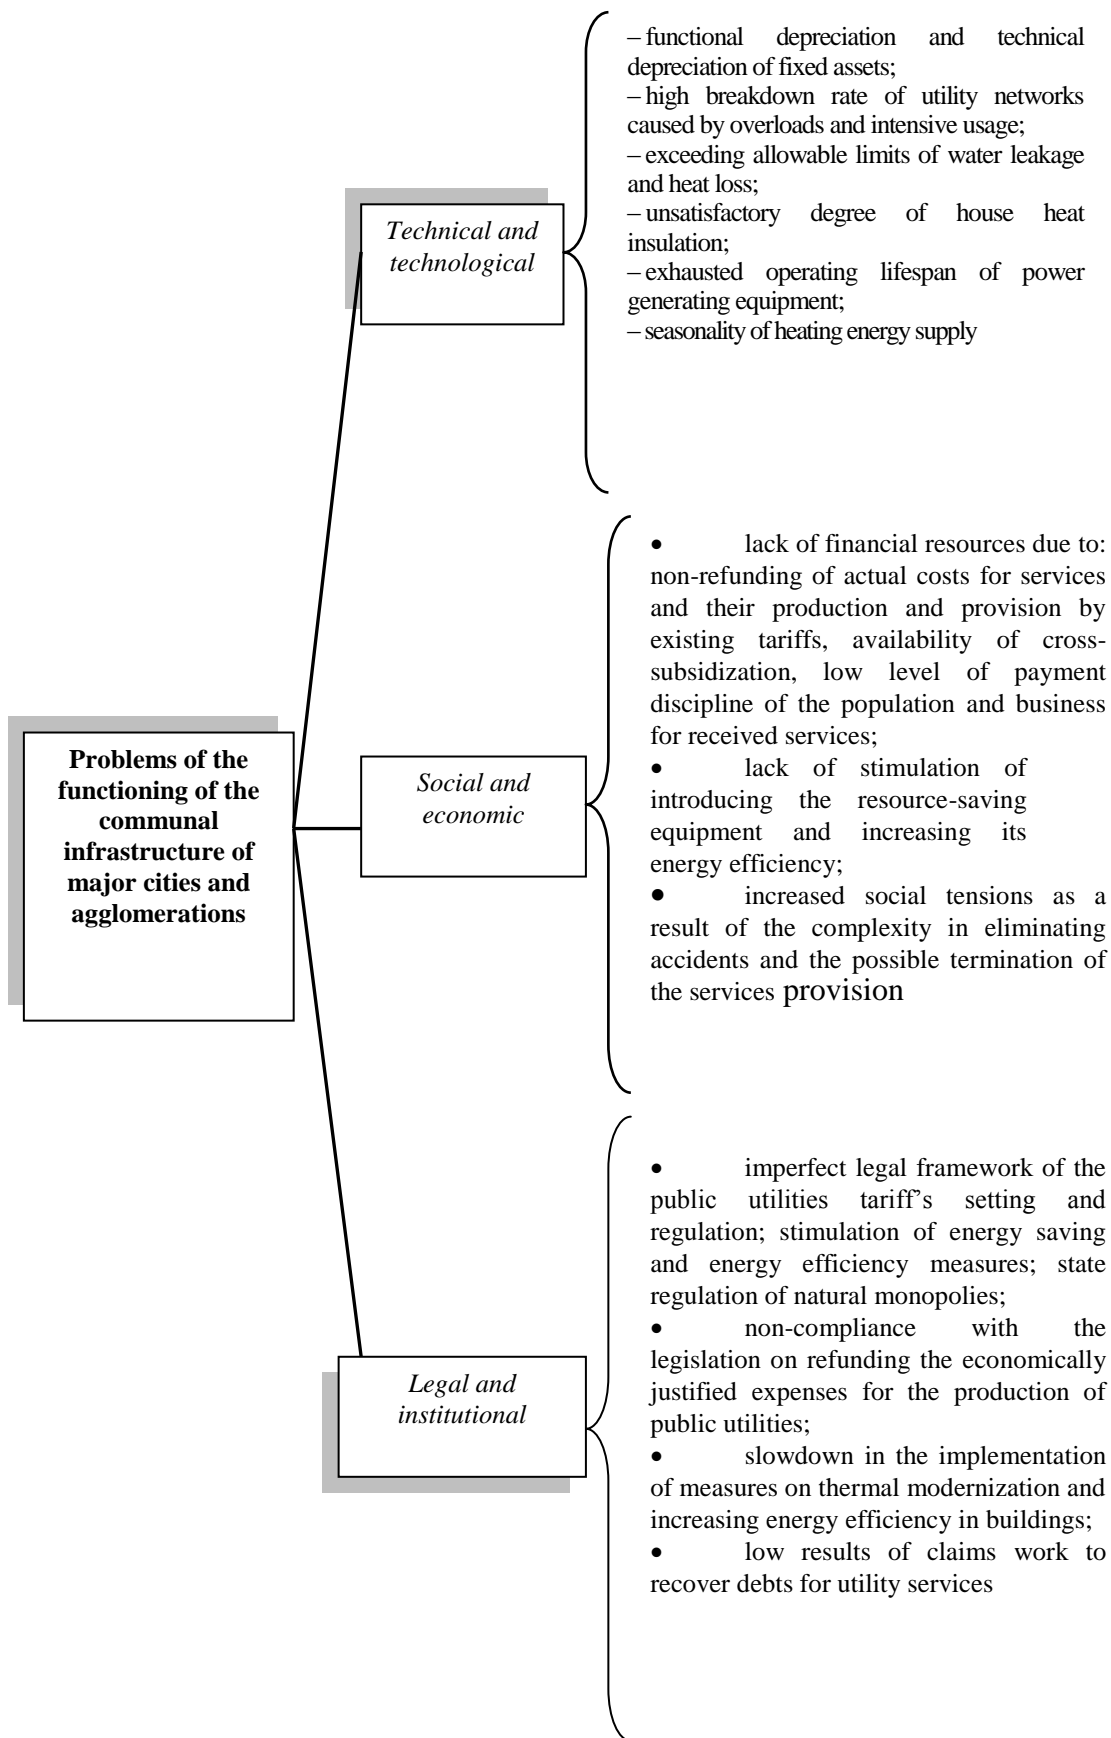 Problems of the
functioning of the
communal
infrastructure of
major cities and
agglomerations
Technical and
technological
– functional depreciation and technical
depreciation of fixed assets;
– high breakdown rate of utility networks
caused by overloads and intensive usage;
– exceeding allowable limits of water leakage
and heat loss;
– unsatisfactory degree of house heat
insulation;
– exhausted operating lifespan of power
generating equipment;
– seasonality of heating energy supply
Social and
economic
• lack of financial resources due to:
non-refunding of actual costs for services
and their production and provision by
existing tariffs, availability of cross-
subsidization, low level of payment
discipline of the population and business
for received services;
• lack of stimulation of
introducing the resource-saving
equipment and increasing its
energy efficiency;
• increased social tensions as a
result of the complexity in eliminating
accidents and the possible termination of
the services provision
Legal and
institutional
• imperfect legal framework of the
public utilities tariff’s setting and
regulation; stimulation of energy saving
and energy efficiency measures; state
regulation of natural monopolies;
• non-compliance with the
legislation on refunding the economically
justified expenses for the production of
public utilities;
• slowdown in the implementation
of measures on thermal modernization and
increasing energy efficiency in buildings;
• low results of claims work to
recover debts for utility services